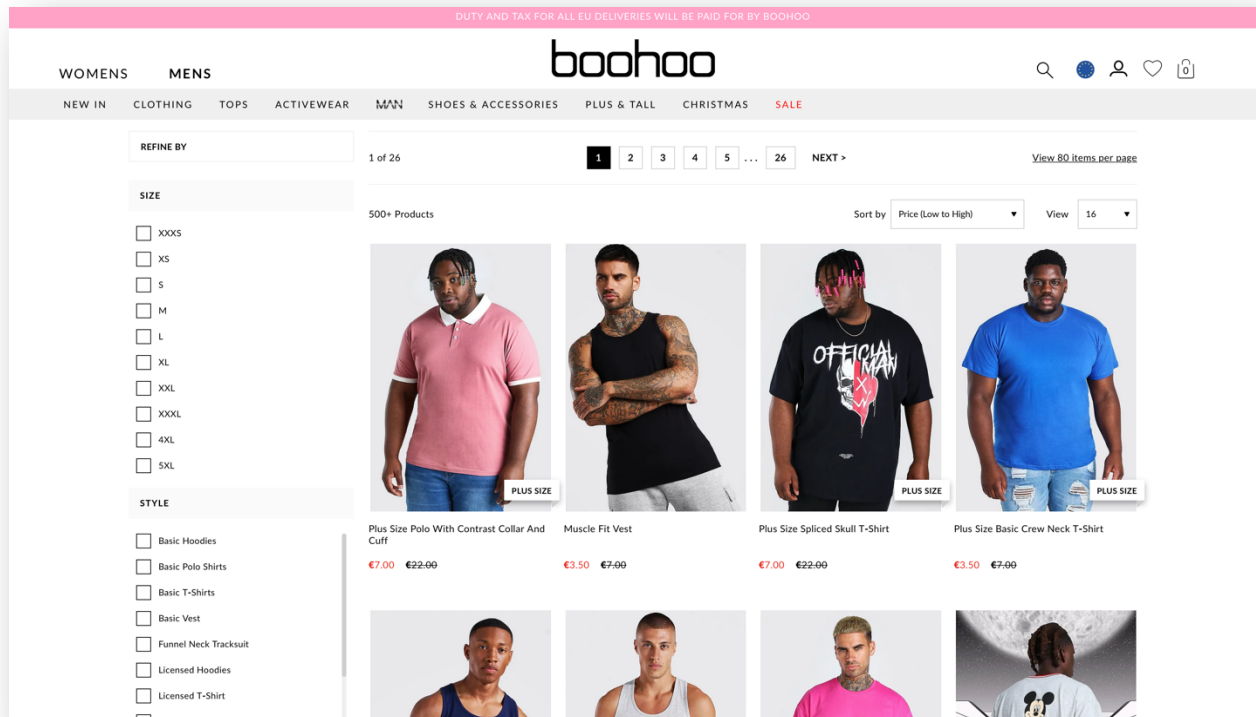 DUTY AND TAX FOR ALL EU DELIVERIES WILL BE PAID FOR BY BOOHOO
boohoo
WOMENS MENS
0
NEW IN CLOTHING TOPS ACTIVEWEAR MAN SHOES & ACCESSORIES PLUS & TALL CHRISTMAS SALE
REFINE BY
1 of 26
1 2 3 4 5 ... 26 NEXT >
View 80 items per page
SIZE
XXXS
XS
S
M
L
XL
XXL
XXXL
4XL
5XL
STYLE
Basic Hoodies
Basic Polo Shirts
Basic T-Shirts
Basic Vest
Funnel Neck Tracksuit
Licensed Hoodies
Licensed T-Shirt
500+ Products
Sort by Price (Low to High) View 16
OFFICIAL
MAN
PLUS SIZE
PLUS SIZE
PLUS SIZE
Plus Size Polo With Contrast Collar And
Cuff
€7.00 €22.00
Muscle Fit Vest
€3.50 €7.00
Plus Size Spliced Skull T-Shirt
€7.00 €22.00
Plus Size Basic Crew Neck T-Shirt
€3.50 €7.00